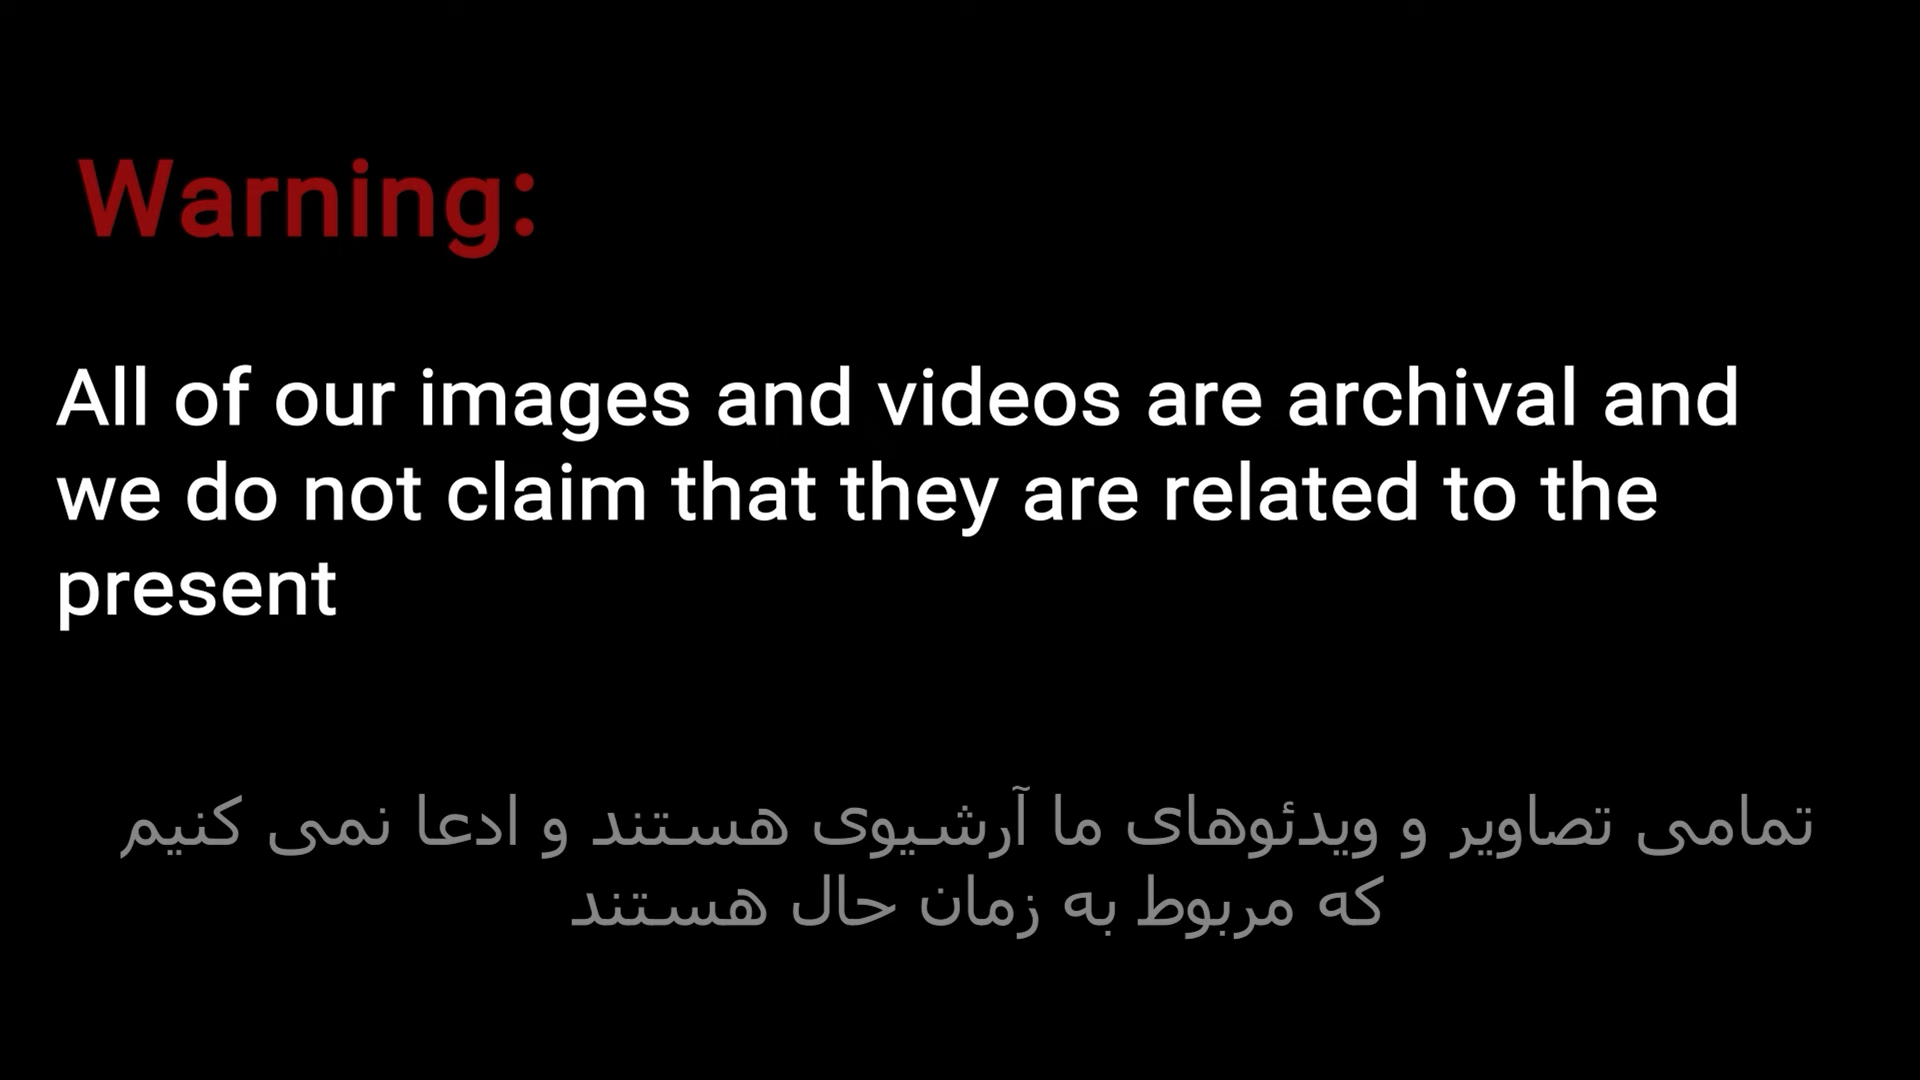 Warning:
All of our images and videos are archival and
we do not claim that they are related to the
present
تمامی تصاویر و ویدئوهای ما آرشیوی هستند و ادعا نمی کنیم
که مربوط به زمان حال هستند